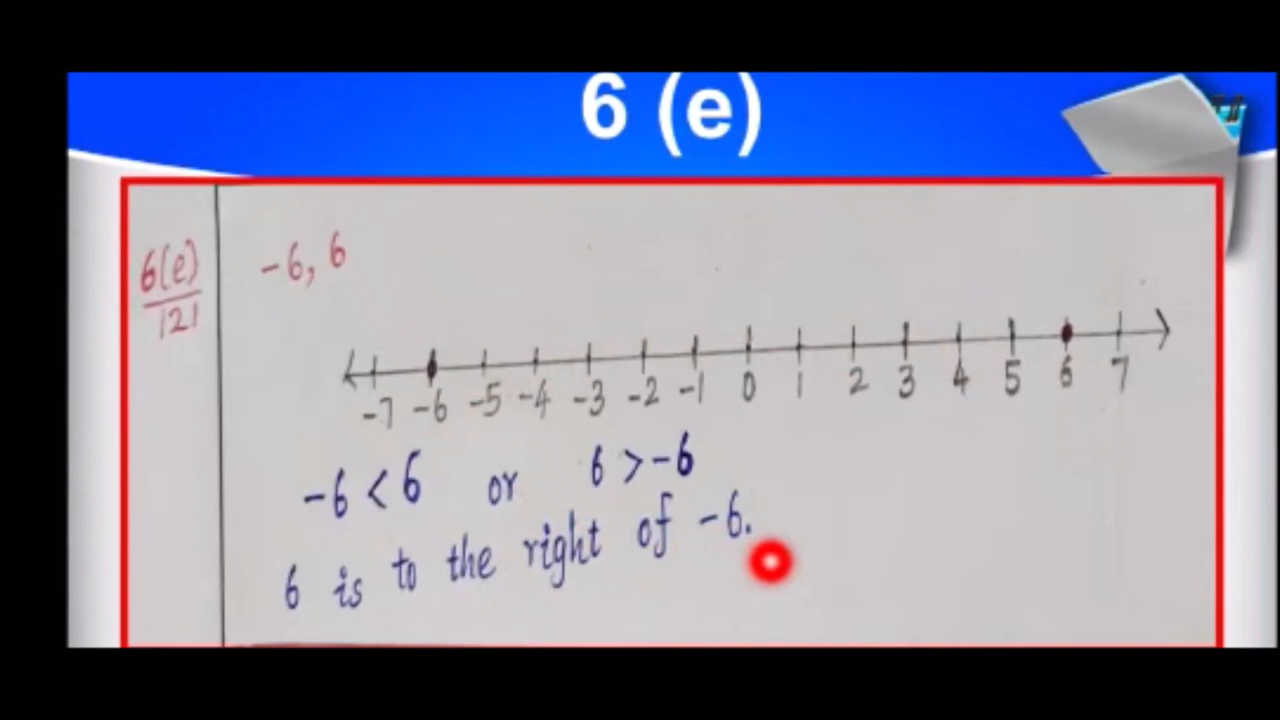 6 (e)
6(e)
121
-6, 6
-7 -6 -5 -4 -3 -2 -1 0 1 2 3 4 5 6 7
-6 < 6 or 6 > -6
6 is to the right of -6.